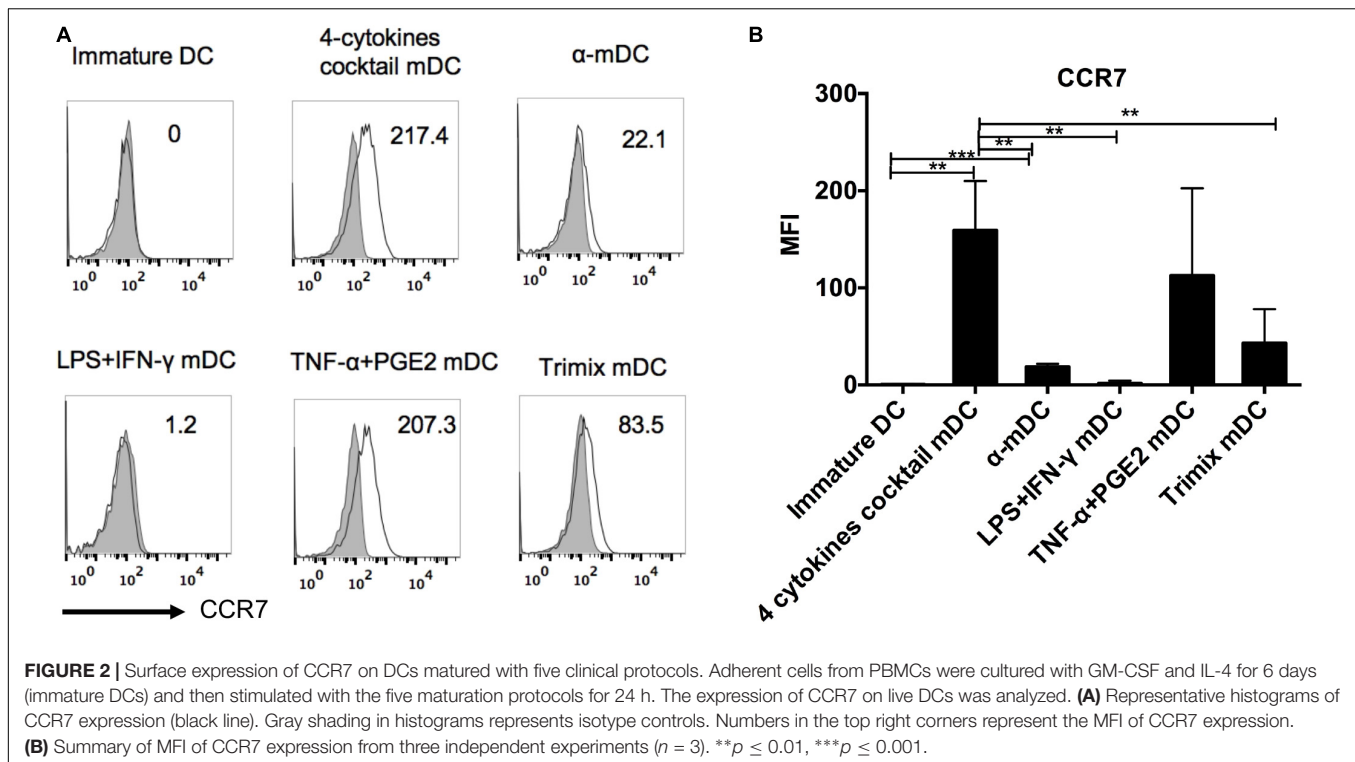 A
Immature DC
4-cytokines
cocktail mDC
α-mDC
0
217.4
22.1
10^0 10^2 10^4
10^0 10^2 10^4
10^0 10^2 10^4
LPS+IFN-γ mDC
TNF-α+PGE2 mDC
Trimix mDC
1.2
207.3
83.5
10^0 10^2 10^4
10^0 10^2 10^4
10^0 10^2 10^4
CCR7
B
CCR7
300
200
100
0
MFI
**
**
**
***
**
Immature DC
4 cytokines cocktail mDC
α-mDC
LPS+IFN-γ mDC
TNF-α+PGE2 mDC
Trimix mDC
FIGURE 2 | Surface expression of CCR7 on DCs matured with five clinical protocols. Adherent cells from PBMCs were cultured with GM-CSF and IL-4 for 6 days
(immature DCs) and then stimulated with the five maturation protocols for 24 h. The expression of CCR7 on live DCs was analyzed. (A) Representative histograms of
CCR7 expression (black line). Gray shading in histograms represents isotype controls. Numbers in the top right corners represent the MFI of CCR7 expression.
(B) Summary of MFI of CCR7 expression from three independent experiments (n = 3). **p ≤ 0.01, ***p ≤ 0.001.